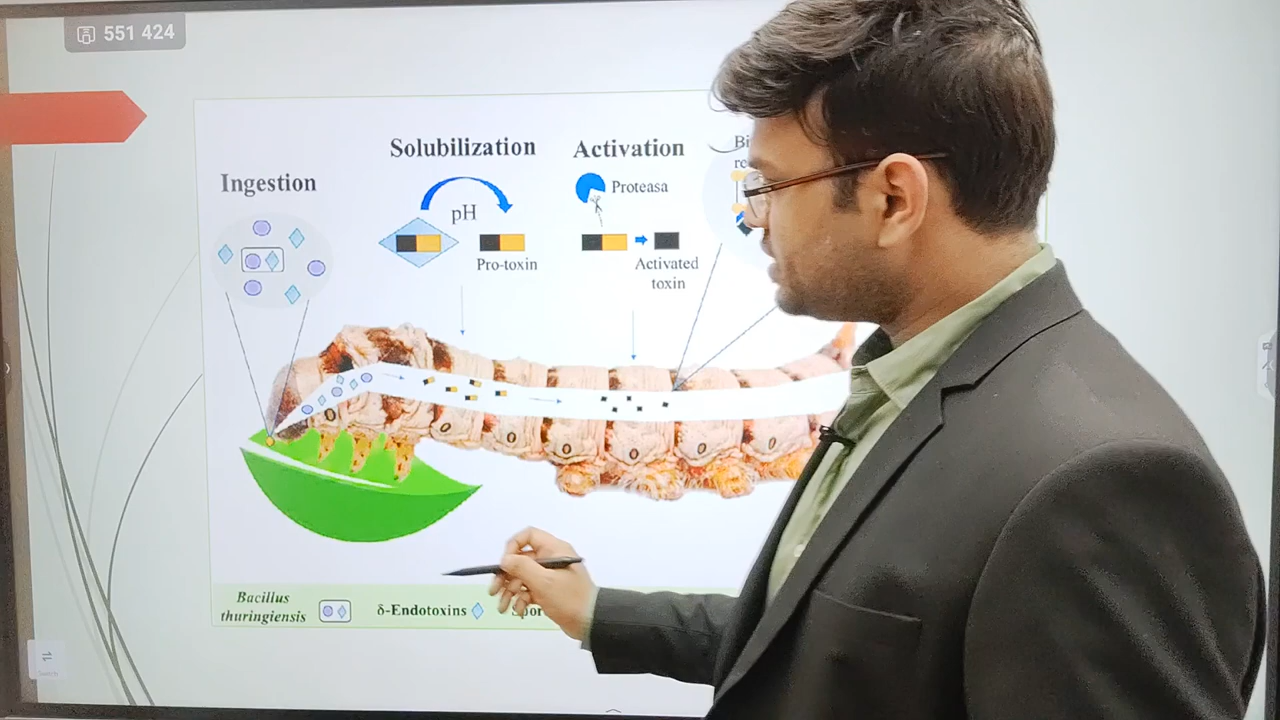 551 424
Ingestion
Solubilization
pH
Pro-toxin
Activation
Proteasa
Activated
toxin
Bacillus
thuringiensis
δ-Endotoxins